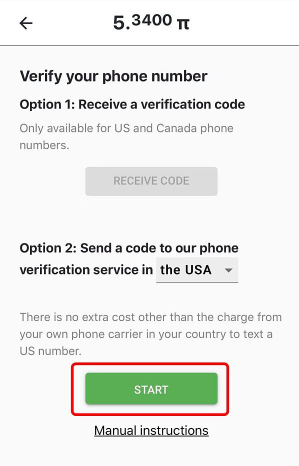 5.3400 π
Verify your phone number
Option 1: Receive a verification code
Only available for US and Canada phone
numbers.
RECEIVE CODE
Option 2: Send a code to our phone
verification service in the USA
There is no extra cost other than the charge from
your own phone carrier in your country to text a
US number.
START
Manual instructions